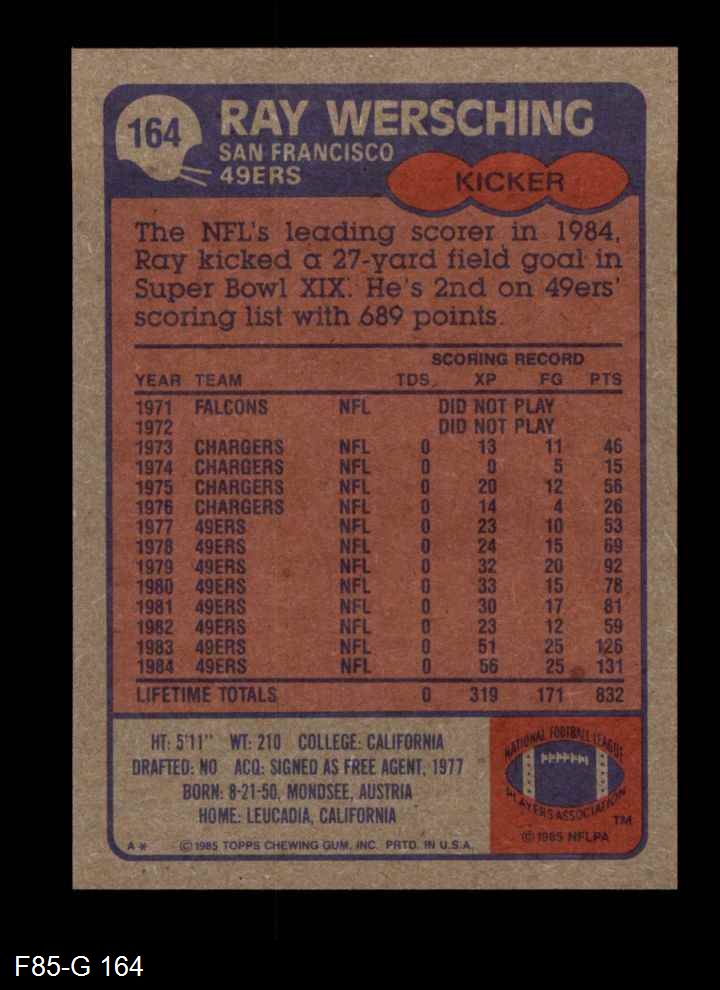 164
RAY WERSCHING
SAN FRANCISCO
49ERS
KICKER
The NFL's leading scorer in 1984,
Ray kicked a 27-yard field goal in
Super Bowl XIX. He's 2nd on 49ers'
scoring list with 689 points.
SCORING RECORD
YEAR TEAM TDS XP FG PTS
1971 FALCONS NFL DID NOT PLAY
1972 DID NOT PLAY
1973 CHARGERS NFL 0 13 11 46
1974 CHARGERS NFL 0 0 5 15
1975 CHARGERS NFL 0 20 12 56
1976 CHARGERS NFL 0 14 4 26
1977 49ERS NFL 0 23 10 53
1978 49ERS NFL 0 24 15 69
1979 49ERS NFL 0 32 20 92
1980 49ERS NFL 0 33 15 78
1981 49ERS NFL 0 30 17 81
1982 49ERS NFL 0 23 12 59
1983 49ERS NFL 0 51 25 126
1984 49ERS NFL 0 56 25 131
LIFETIME TOTALS 0 319 171 832
HT: 5'11" WT: 210 COLLEGE: CALIFORNIA
DRAFTED: NO ACQ: SIGNED AS FREE AGENT, 1977
BORN: 8-21-50, MONDSEE, AUSTRIA
HOME: LEUCADIA, CALIFORNIA
A* © 1985 TOPPS CHEWING GUM, INC. PRTD. IN U.S.A.
NATIONAL FOOTBALL LEAGUE
PLAYERS ASSOCIATION
TM
© 1985 NFLPA
F85-G 164